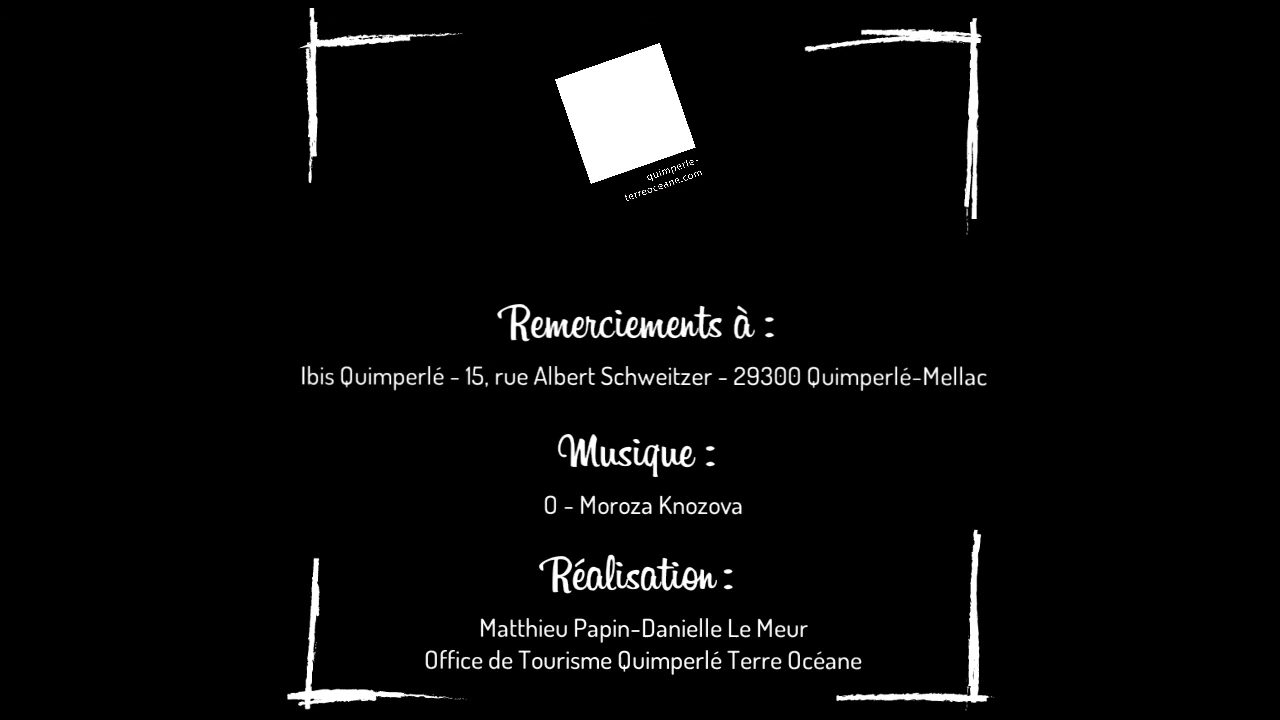 quimperle-
terreoceane.com
Remerciements à :
Ibis Quimperlé - 15, rue Albert Schweitzer - 29300 Quimperlé-Mellac
Musique :
O - Moroza Knozova
Réalisation :
Matthieu Papin-Danielle Le Meur
Office de Tourisme Quimperlé Terre Océane